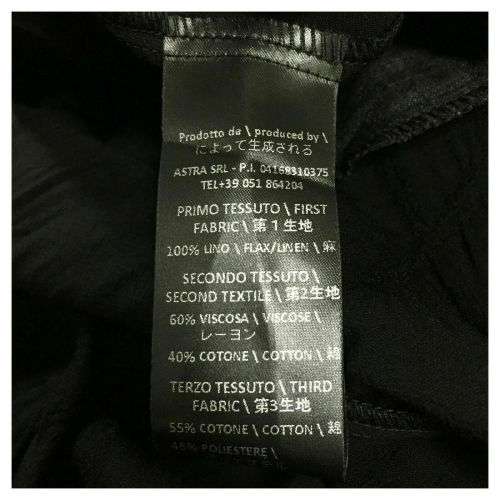 Prodotto da \ produced by \
によって生成される
ASTRA SRL - P.I. 04168310375
TEL+39 051 864204
PRIMO TESSUTO \ FIRST
FABRIC \ 第1生地
100% LINO \ FLAX/LINEN \ 麻
SECONDO TESSUTO \
SECOND TEXTILE \ 第2生地
60% VISCOSA \ VISCOSE \
レーヨン
40% COTONE \ COTTON \ 綿
TERZO TESSUTO \ THIRD
FABRIC \ 第3生地
55% COTONE \ COTTON \ 綿
45% POLIESTERE \